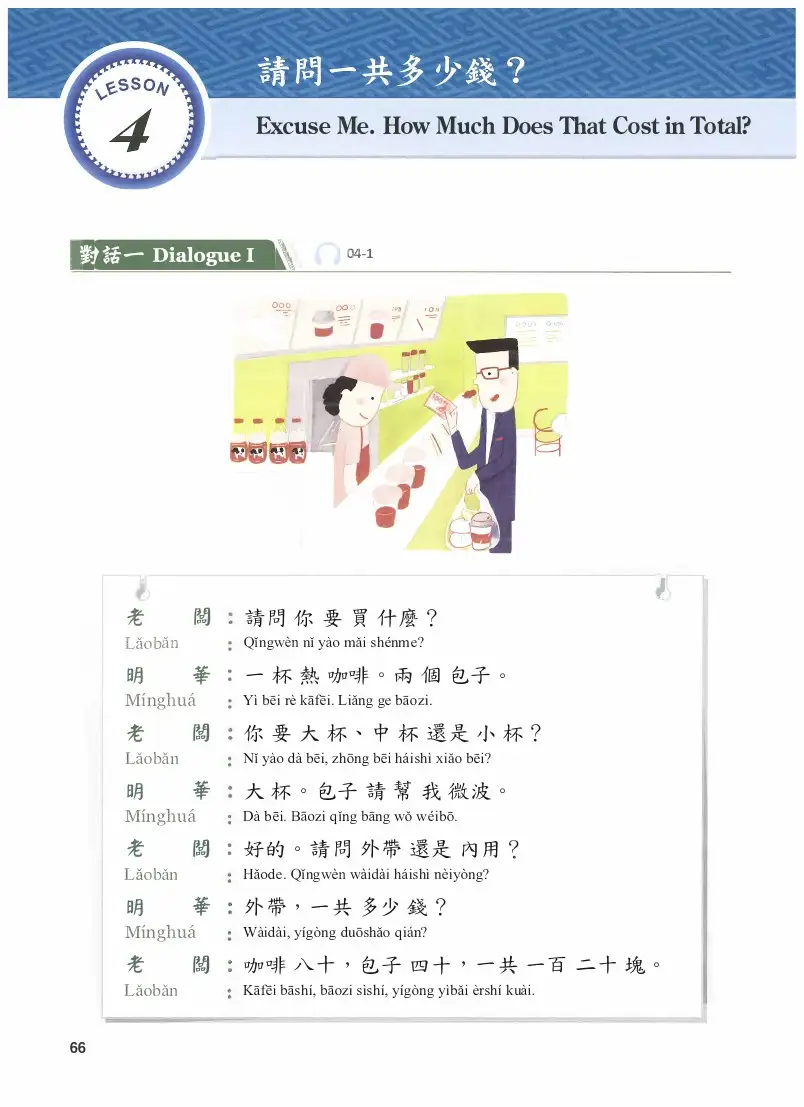 LESSON
4
請問一共多少錢？
Excuse Me. How Much Does That Cost in Total?
對話一 Dialogue I
04-1
老闆：請問你要買什麼？
Lǎobǎn : Qǐngwèn nǐ yào mǎi shénme?
明華：一杯熱咖啡。兩個包子。
Mínghuá : Yì bēi rè kāfēi. Liǎng ge bāozi.
老闆：你要大杯、中杯還是小杯？
Lǎobǎn : Nǐ yào dà bēi, zhōng bēi háishì xiǎo bēi?
明華：大杯。包子請幫我微波。
Mínghuá : Dà bēi. Bāozi qǐng bāng wǒ wéibō.
老闆：好的。請問外帶還是內用？
Lǎobǎn : Hǎode. Qǐngwèn wàidài háishì nèiyòng?
明華：外帶，一共多少錢？
Mínghuá : Wàidài, yígòng duōshǎo qián?
老闆：咖啡八十，包子四十，一共一百二十塊。
Lǎobǎn : Kāfēi bāshí, bāozi sìshí, yígòng yìbǎi èrshí kuài.
66